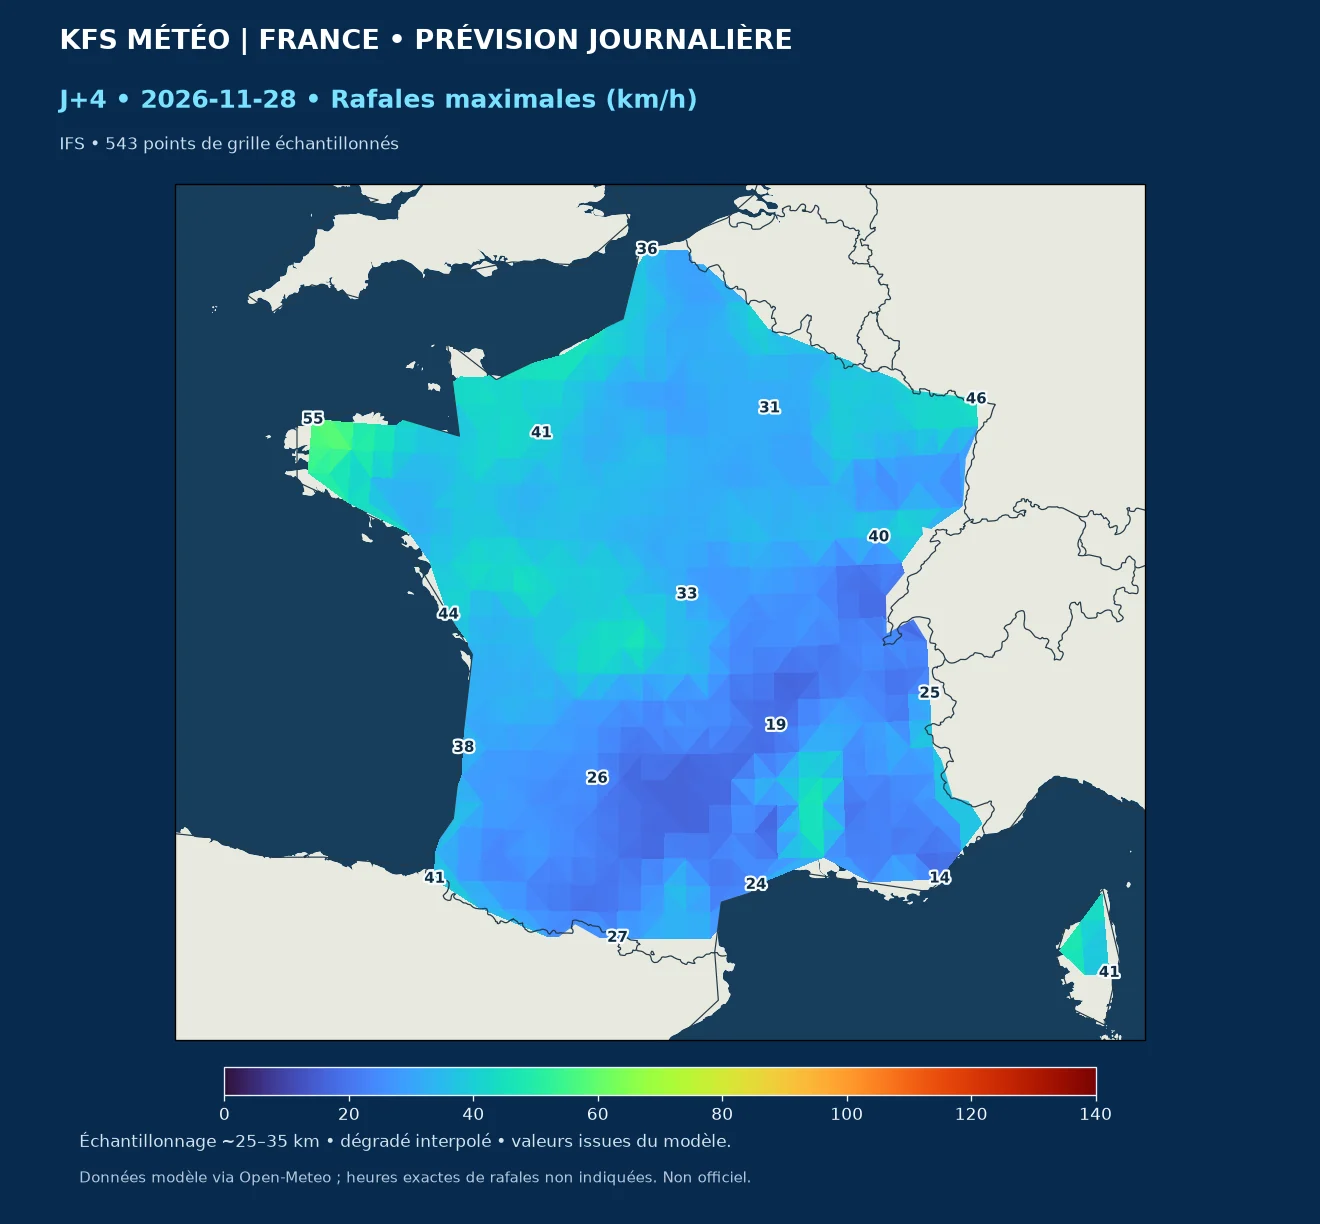 KFS MÉTÉO | FRANCE • PRÉVISION JOURNALIÈRE
J+4 • 2026-11-28 • Rafales maximales (km/h)
IFS • 543 points de grille échantillonnés
36
46
31
55
41
40
33
44
25
19
38
26
41
24
14
27
41
0 20 40 60 80 100 120 140
Échantillonnage ~25–35 km • dégradé interpolé • valeurs issues du modèle.
Données modèle via Open-Meteo ; heures exactes de rafales non indiquées. Non officiel.